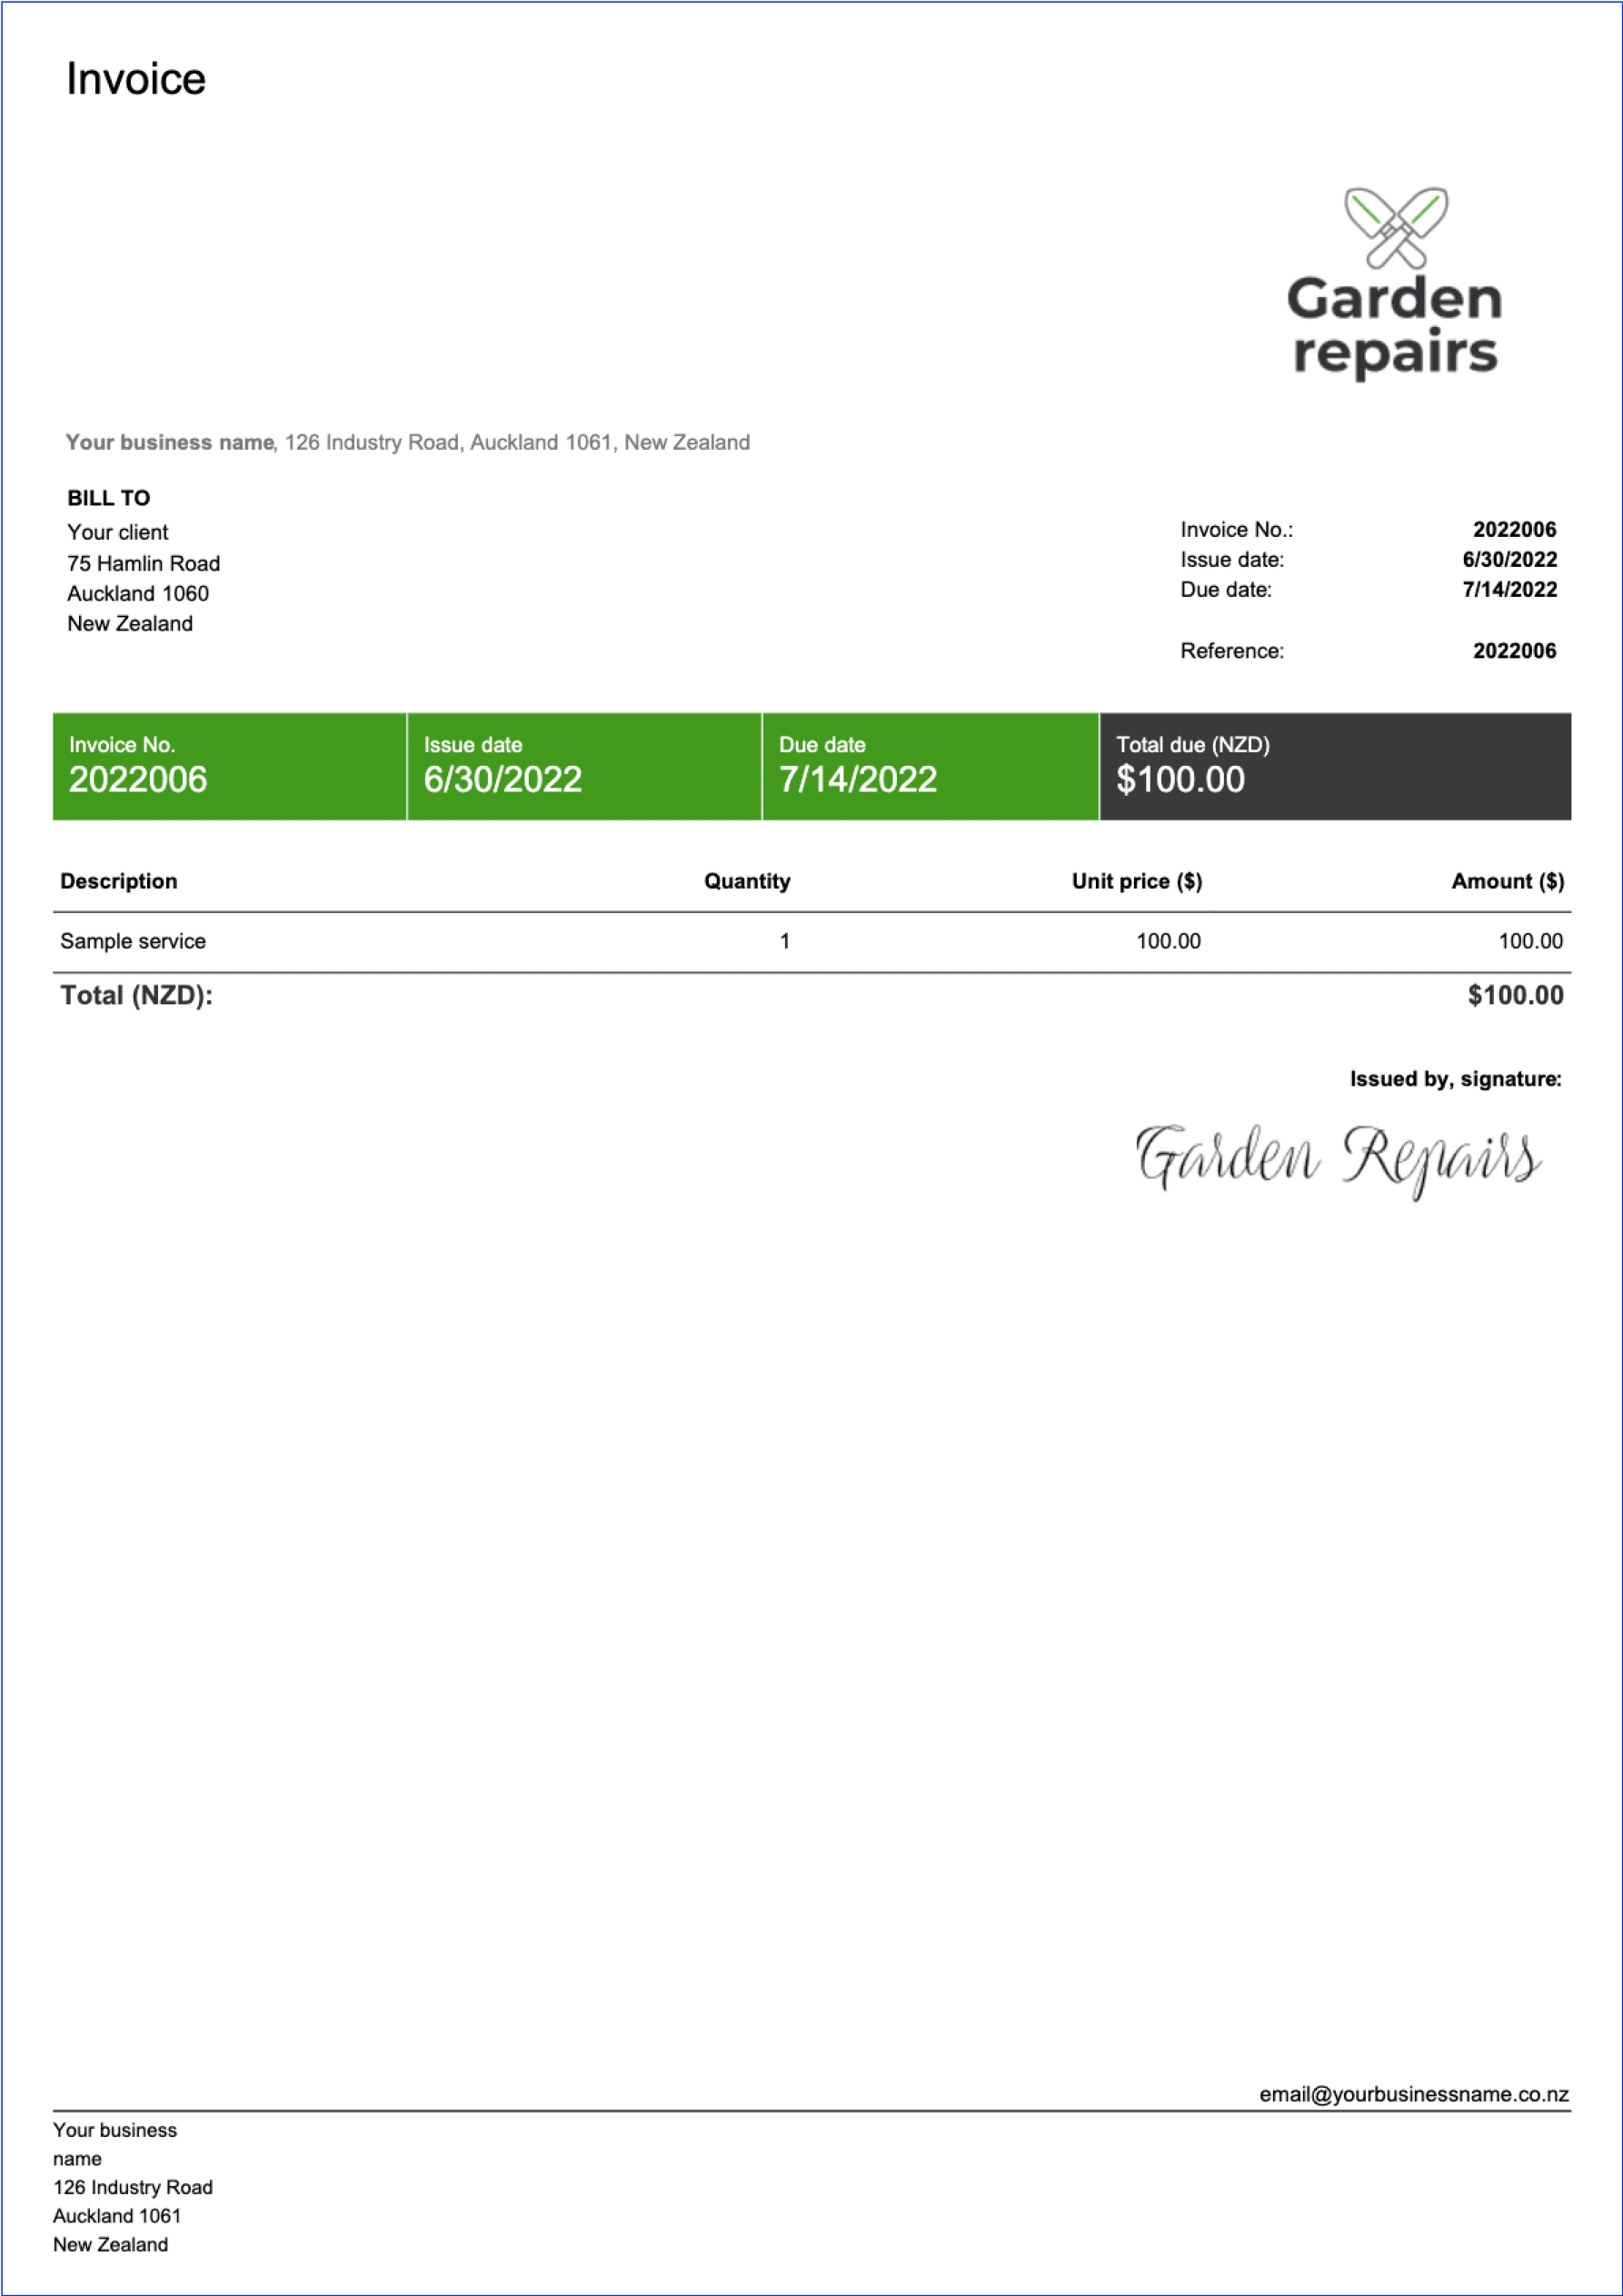 Invoice
Garden
repairs
Your business name, 126 Industry Road, Auckland 1061, New Zealand
BILL TO
Your client
75 Hamlin Road
Auckland 1060
New Zealand
Invoice No.: 2022006
Issue date: 6/30/2022
Due date: 7/14/2022
Reference: 2022006
Invoice No. Issue date Due date Total due (NZD)
2022006 6/30/2022 7/14/2022 $100.00
Description Quantity Unit price ($) Amount ($)
Sample service 1 100.00 100.00
Total (NZD): $100.00
Issued by, signature:
Garden Repairs
email@yourbusinessname.co.nz
Your business
name
126 Industry Road
Auckland 1061
New Zealand